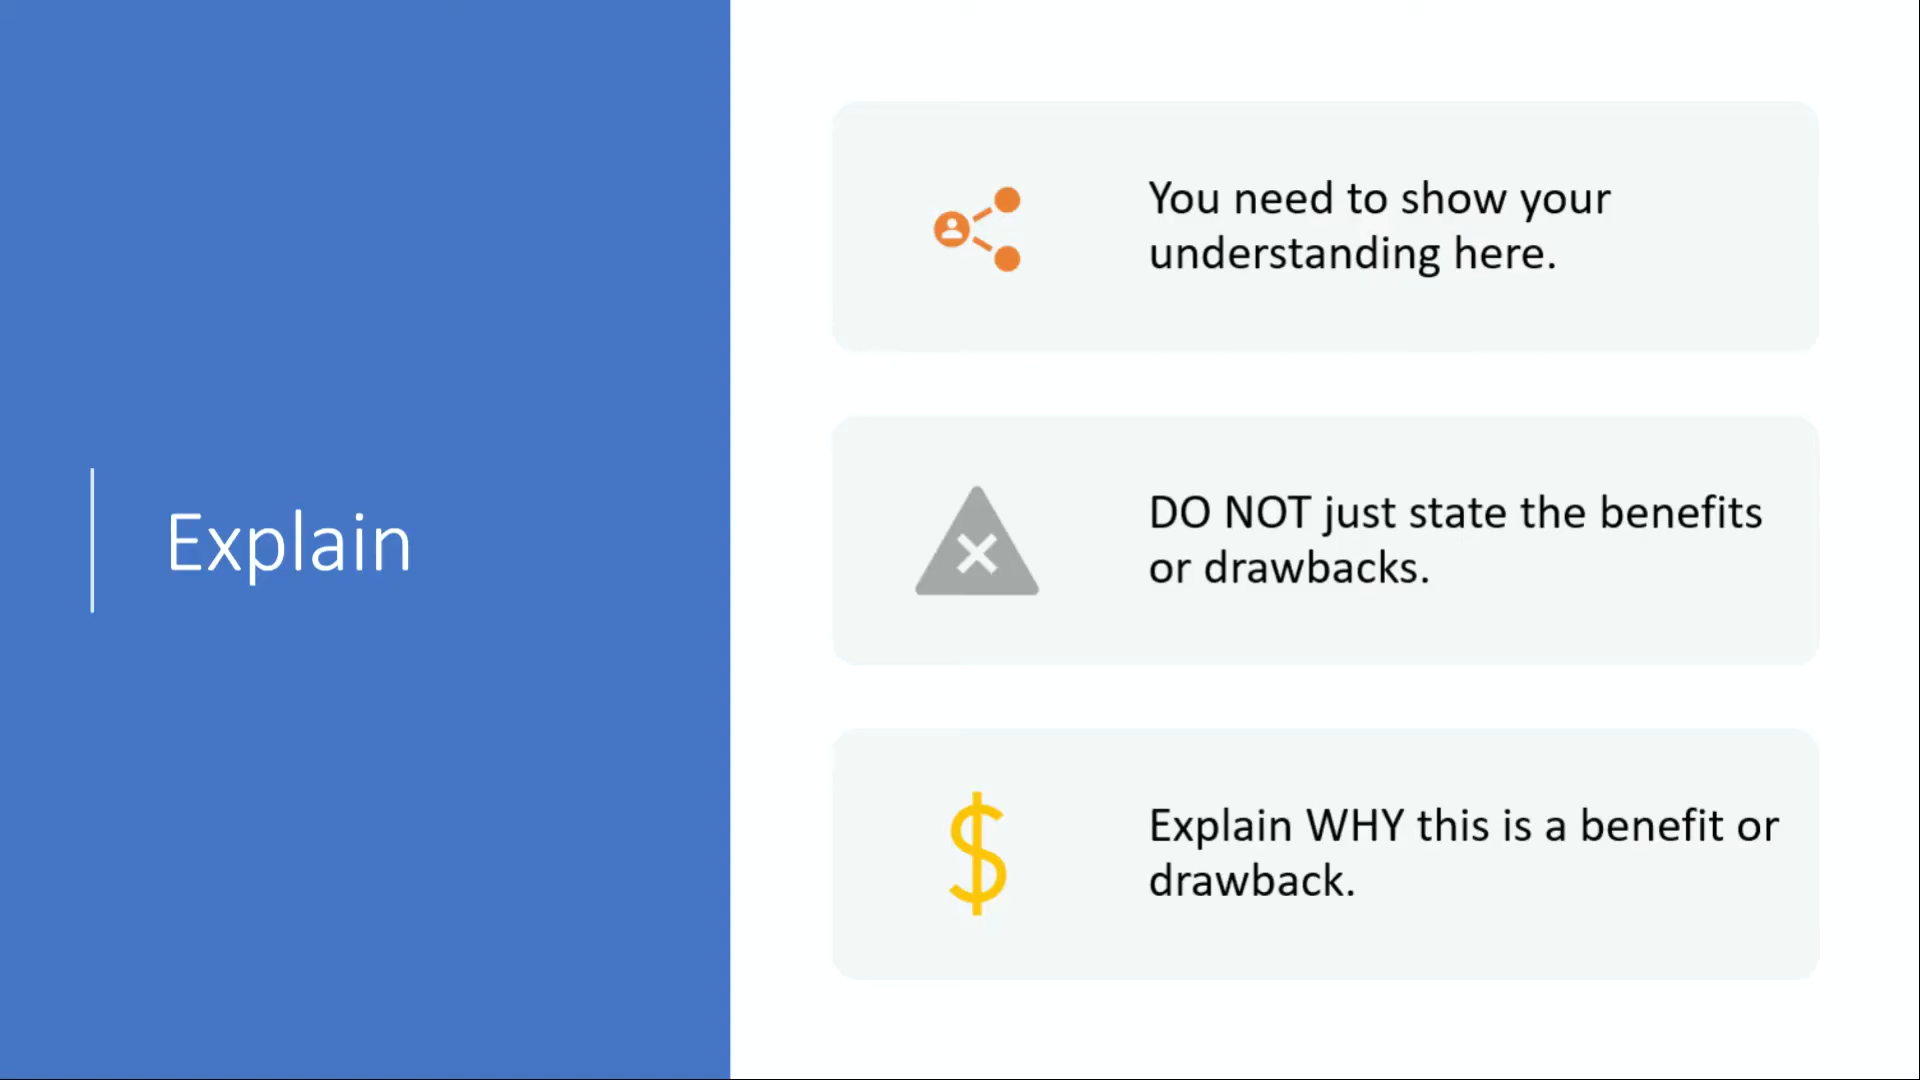 Explain
You need to show your
understanding here.
DO NOT just state the benefits
or drawbacks.
Explain WHY this is a benefit or
drawback.